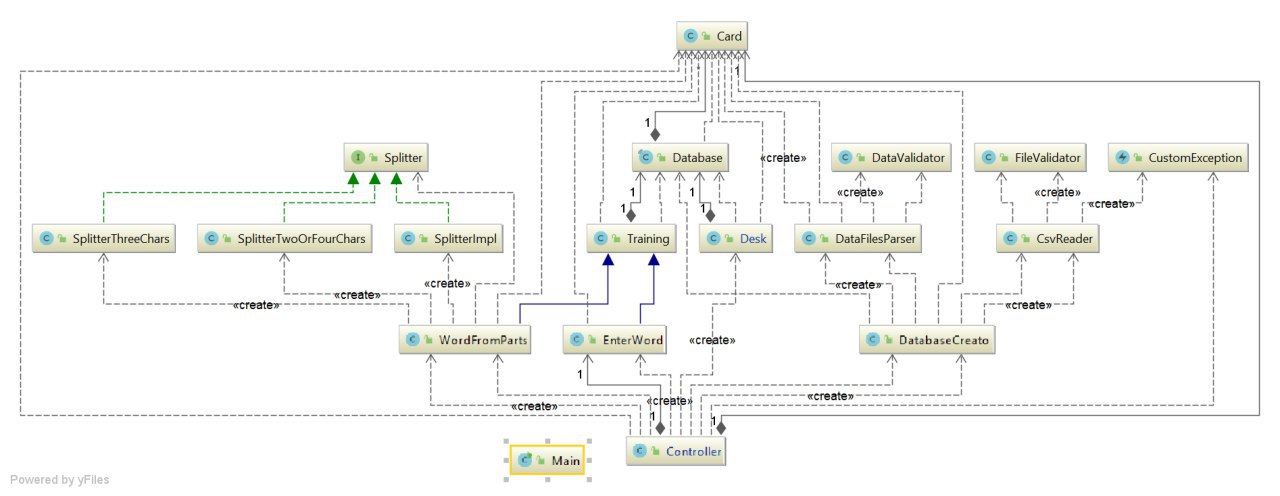 Card
1
1
«create»
Splitter
Database
DataValidator
FileValidator
CustomException
«create»
«create»
«create»
1
1
1
1
SplitterThreeChars
SplitterTwoOrFourChars
SplitterImpl
Training
Desk
DataFilesParser
CsvReader
«create»
«create»
«create»
«create»
«create»
WordFromParts
EnterWord
«create»
DatabaseCreato
1
«create»
«create»
«create»
1
1
Controller
Main
Powered by yFiles